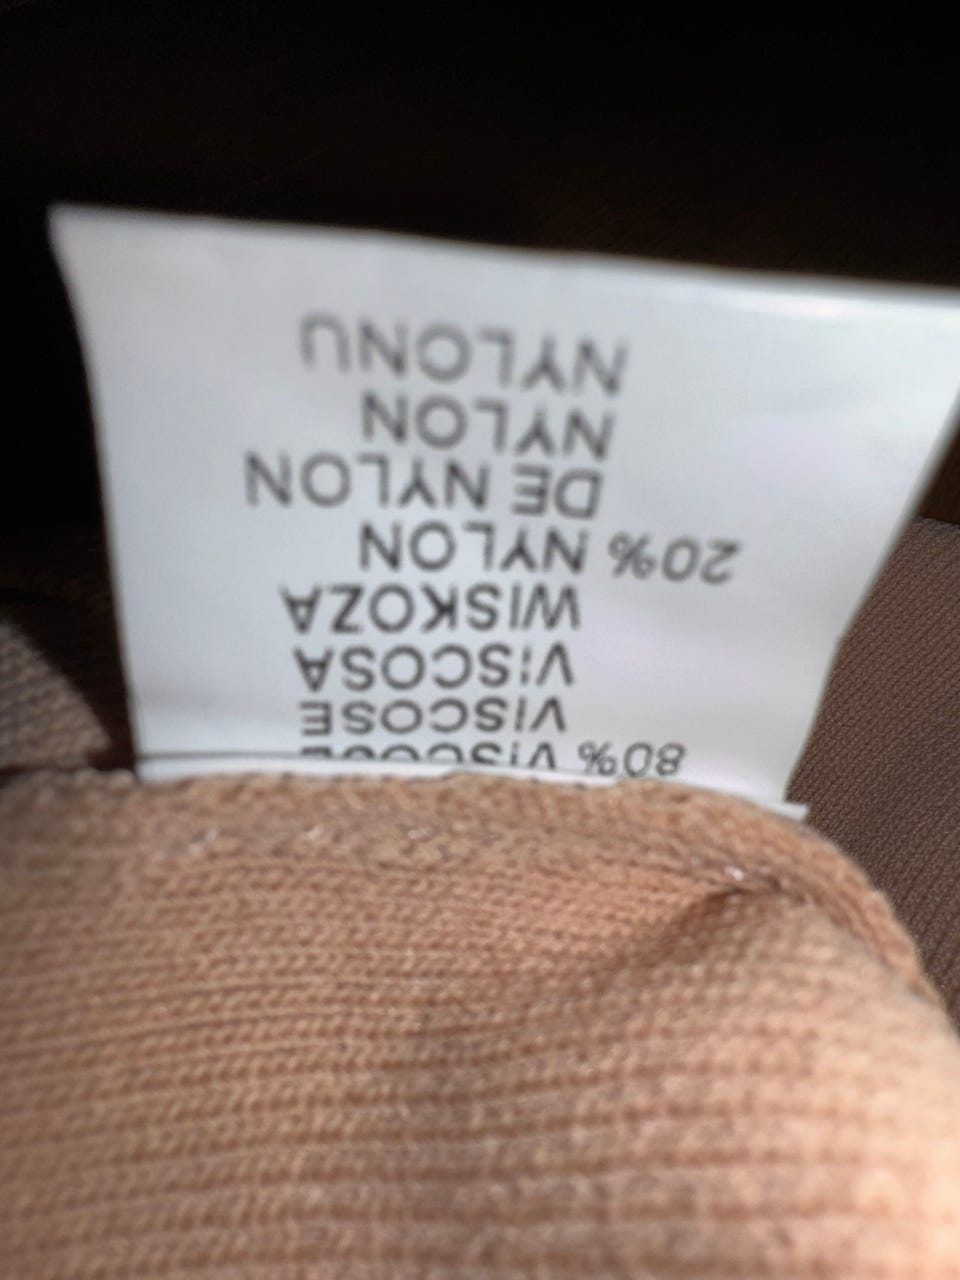 80% VISCOSE
VISCOSE
VISCOSA
WISKOZA
20% NYLON
DE NYLON
NYLON
NYLONU